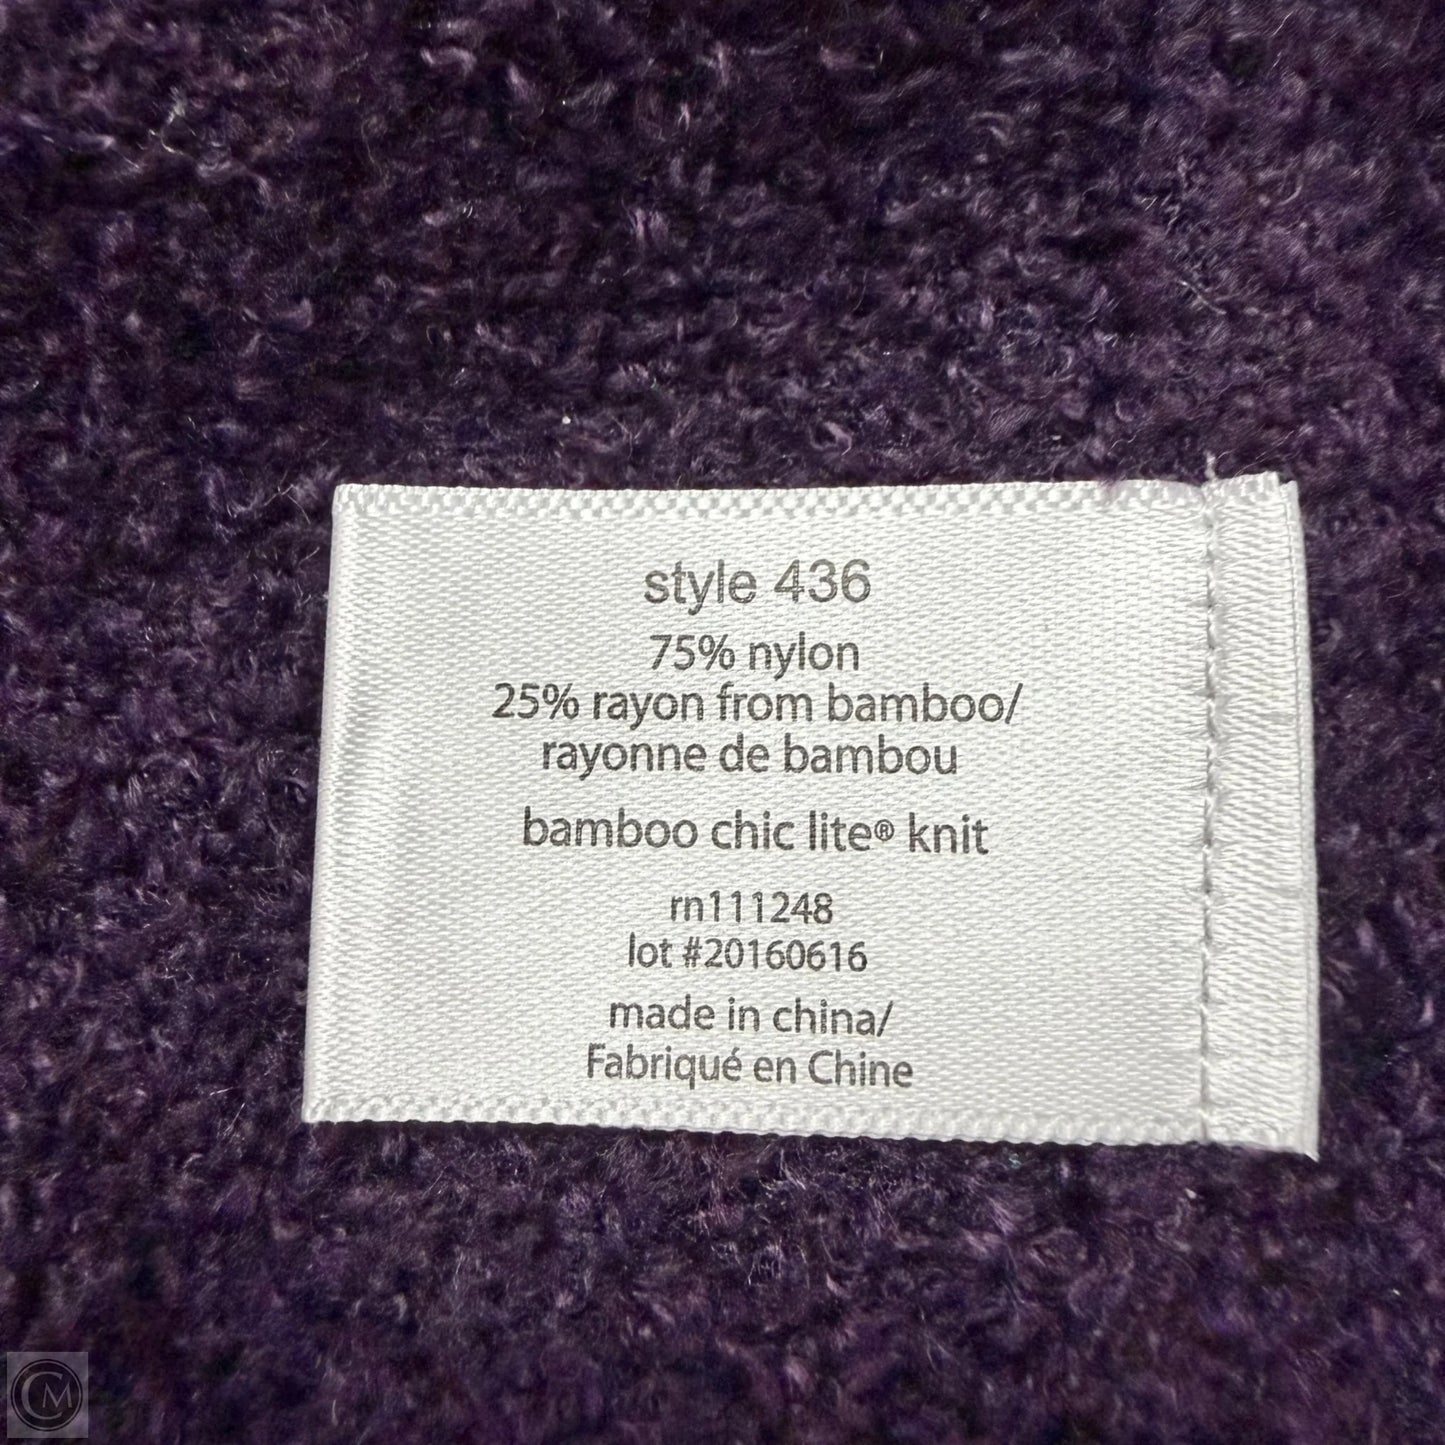 style 436
75% nylon
25% rayon from bamboo/
rayonne de bambou
bamboo chic lite® knit
rn111248
lot #20160616
made in china/
Fabriqué en Chine
CM